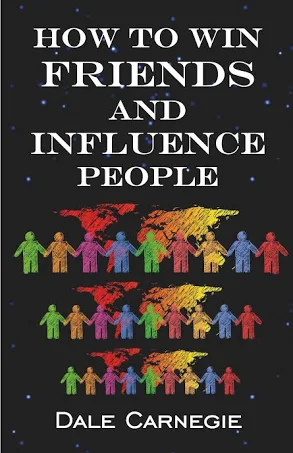 HOW TO WIN
FRIENDS
AND
INFLUENCE
PEOPLE
DALE CARNEGIE